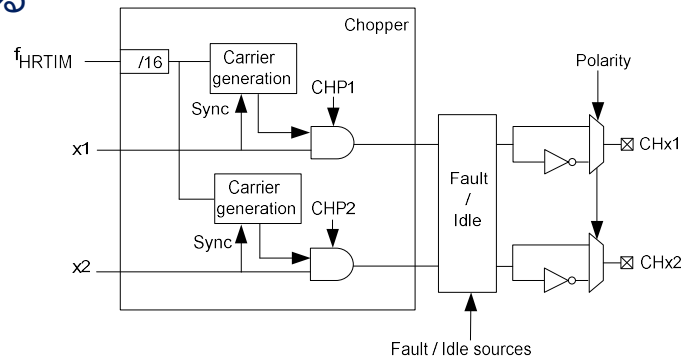 Chopper
fHRTIM
/16
Carrier
generation
CHP1
Sync
x1
Carrier
generation
CHP2
Sync
x2
Fault
/
Idle
Polarity
CHx1
CHx2
Fault / Idle sources